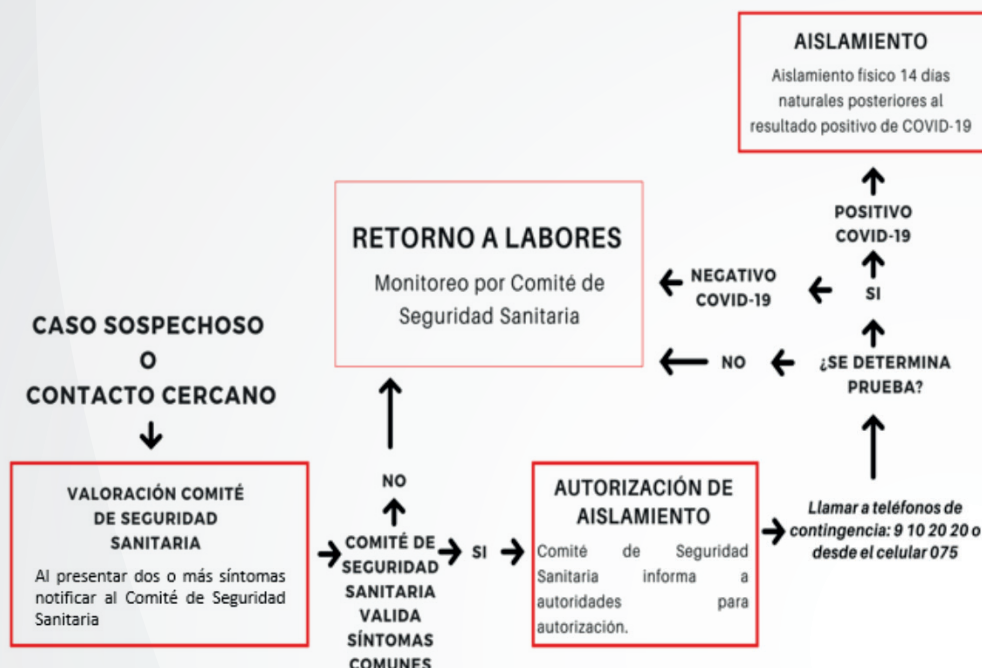 CASO SOSPECHOSO
O
CONTACTO CERCANO
VALORACIÓN COMITÉ
DE SEGURIDAD
SANITARIA
Al presentar dos o más síntomas
notificar al Comité de Seguridad
Sanitaria
COMITÉ DE
SEGURIDAD
SANITARIA
VALIDA
SÍNTOMAS
COMUNES
NO
RETORNO A LABORES
Monitoreo por Comité de
Seguridad Sanitaria
SI
AUTORIZACIÓN DE
AISLAMIENTO
Comité de Seguridad
Sanitaria informa a
autoridades para
autorización.
Llamar a teléfonos de
contingencia: 9 10 20 20 o
desde el celular 075
¿SE DETERMINA
PRUEBA?
NO
SI
NEGATIVO
COVID-19
POSITIVO
COVID-19
AISLAMIENTO
Aislamiento físico 14 días
naturales posteriores al
resultado positivo de COVID-19